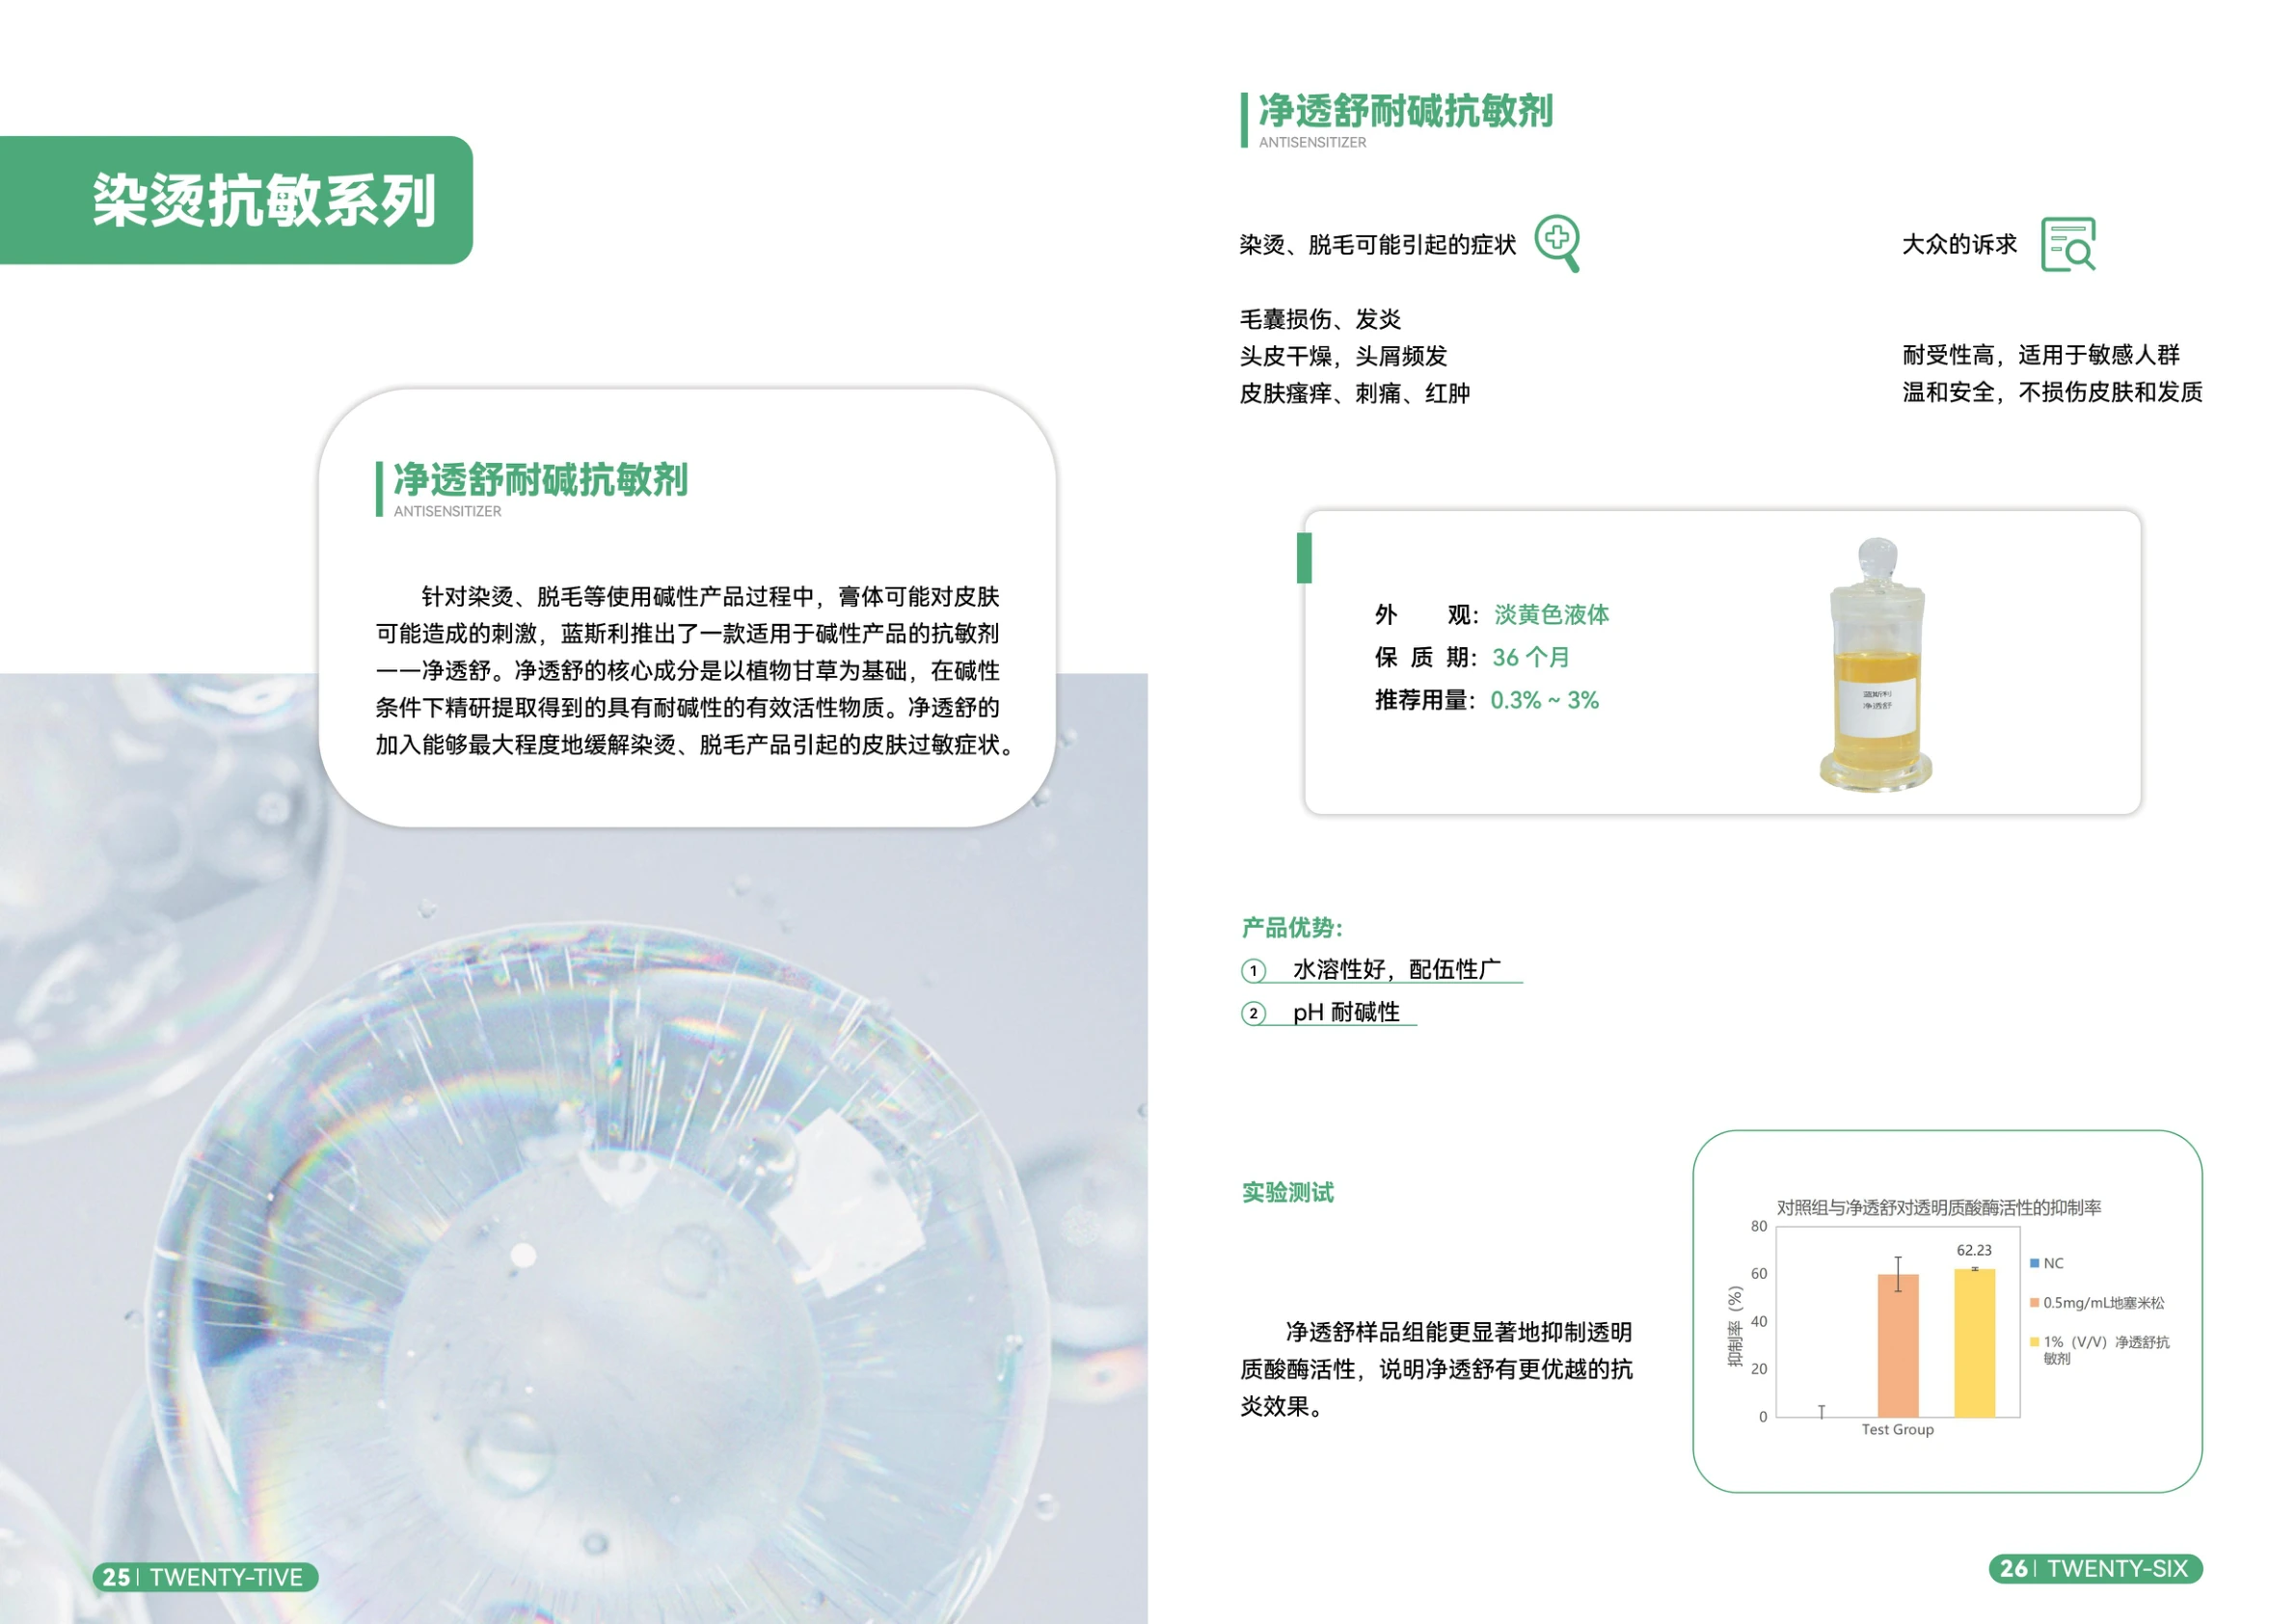 染烫抗敏系列
净透舒耐碱抗敏剂
ANTISENSITIZER
针对染烫、脱毛等使用碱性产品过程中，膏体可能对皮肤
可能造成的刺激，蓝斯利推出了一款适用于碱性产品的抗敏剂
——净透舒。净透舒的核心成分是以植物甘草为基础，在碱性
条件下精研提取得到的具有耐碱性的有效活性物质。净透舒的
加入能够最大程度地缓解染烫、脱毛产品引起的皮肤过敏症状。
25 | TWENTY-TIVE
净透舒耐碱抗敏剂
ANTISENSITIZER
染烫、脱毛可能引起的症状
毛囊损伤、发炎
头皮干燥，头屑频发
皮肤瘙痒、刺痛、红肿
大众的诉求
耐受性高，适用于敏感人群
温和安全，不损伤皮肤和发质
外 观：淡黄色液体
保 质 期：36 个月
推荐用量：0.3% ~ 3%
蓝斯利
净透舒
产品优势：
1 水溶性好，配伍性广
2 pH 耐碱性
实验测试
净透舒样品组能更显著地抑制透明
质酸酶活性，说明净透舒有更优越的抗
炎效果。
对照组与净透舒对透明质酸酶活性的抑制率
抑制率（%）
80
60
40
20
0
62.23
Test Group
NC
0.5mg/mL地塞米松
1%（V/V）净透舒抗
敏剂
26 | TWENTY-SIX